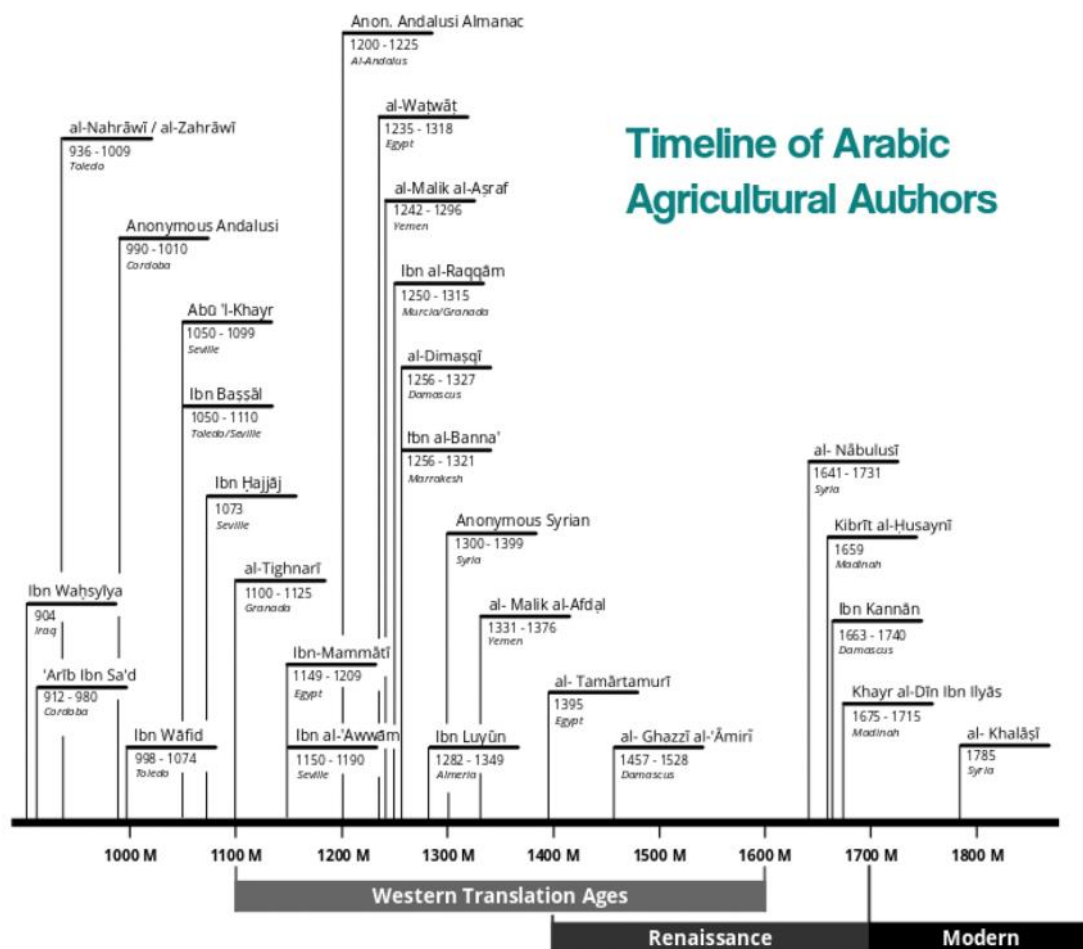 Timeline of Arabic
Agricultural Authors
Anon. Andalusi Almanac
1200 - 1225
Al-Andalus
al-Waṭwāṭ
1235 - 1318
Egypt
al-Nahrāwī / al-Zahrāwī
936 - 1009
Toledo
al-Malik al-Aṣraf
1242 - 1296
Yemen
Anonymous Andalusi
990 - 1010
Cordoba
Ibn al-Raqqām
1250 - 1315
Murcia/Granada
Abū 'l-Khayr
1050 - 1099
Seville
al-Dimaṣqī
1256 - 1327
Damascus
Ibn Baṣṣāl
1050 - 1110
Toledo/Seville
Ibn al-Banna'
1256 - 1321
Marrakesh
al- Nābulusī
1641 - 1731
Syria
Ibn Ḥajjāj
1073
Seville
Anonymous Syrian
1300 - 1399
Syria
Kibrīt al-Ḥusaynī
1659
Madinah
al-Tighnarī
1100 - 1125
Granada
Ibn Waḥsyīya
904
Iraq
al- Malik al-Afḍal
1331 - 1376
Yemen
Ibn Kannān
1663 - 1740
Damascus
Ibn-Mammātī
1149 - 1209
Egypt
'Arīb Ibn Sa'd
912 - 980
Cordoba
al- Tamārtamurī
1395
Egypt
Khayr al-Dīn Ibn Ilyās
1675 - 1715
Madinah
Ibn Wāfid
998 - 1074
Toledo
Ibn al-'Awwām
1150 - 1190
Seville
Ibn Luyūn
1282 - 1349
Almeria
al- Ghazzī al-'Āmirī
1457 - 1528
Damascus
al- Khalāṣī
1785
Syria
1000 M 1100 M 1200 M 1300 M 1400 M 1500 M 1600 M 1700 M 1800 M
Western Translation Ages
Renaissance Modern